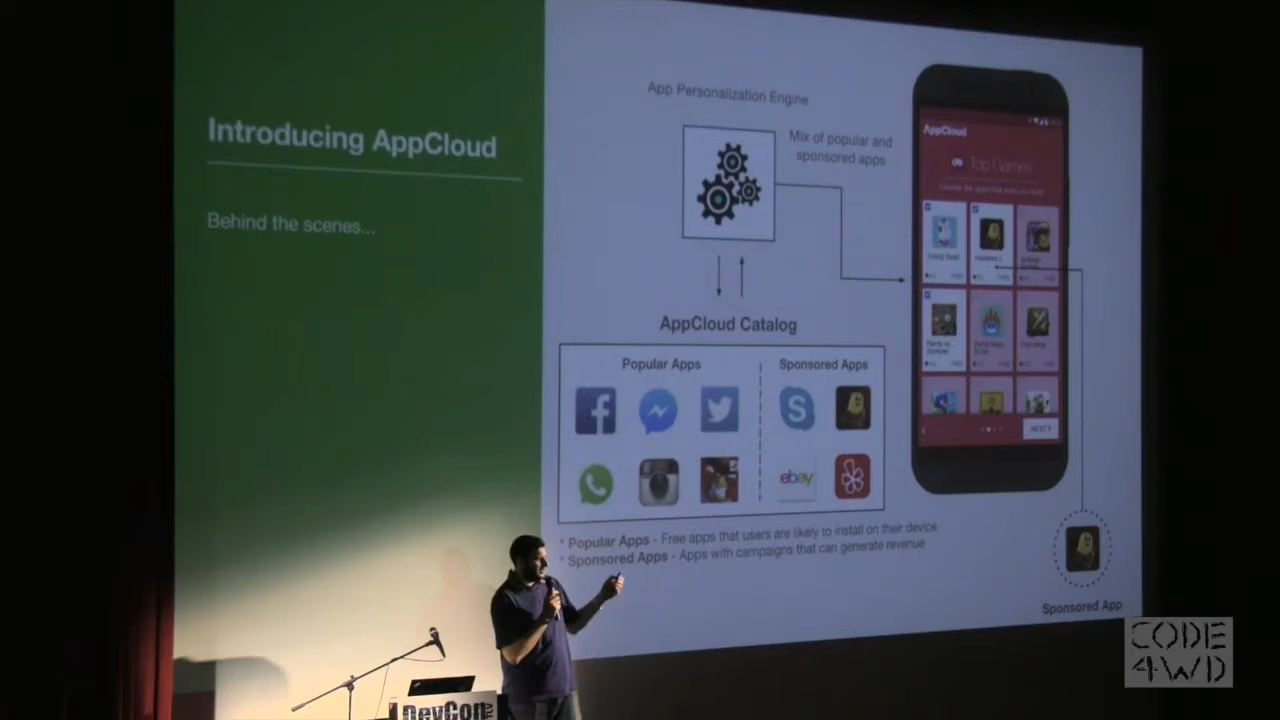 Introducing AppCloud
Behind the scenes...
App Personalization Engine
Mix of popular and
sponsored apps
AppCloud Catalog
Popular Apps
Sponsored Apps
ebay
* Popular Apps - Free apps that users are likely to install on their device
* Sponsored Apps - Apps with campaigns that can generate revenue
AppCloud
Top Games
NEXT
Sponsored App
DevCon
CODE
4WD